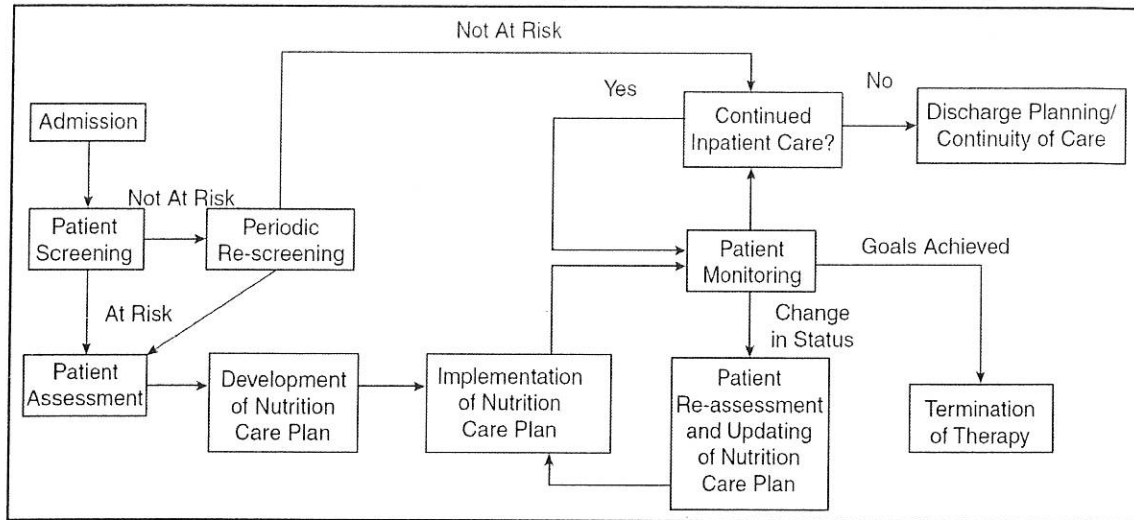 Not At Risk
Admission
Yes
Continued
Inpatient Care?
No
Discharge Planning/
Continuity of Care
Not At Risk
Patient
Screening
Periodic
Re-screening
Patient
Monitoring
Goals Achieved
At Risk
Change
in Status
Patient
Assessment
Development
of Nutrition
Care Plan
Implementation
of Nutrition
Care Plan
Patient
Re-assessment
and Updating
of Nutrition
Care Plan
Termination
of Therapy